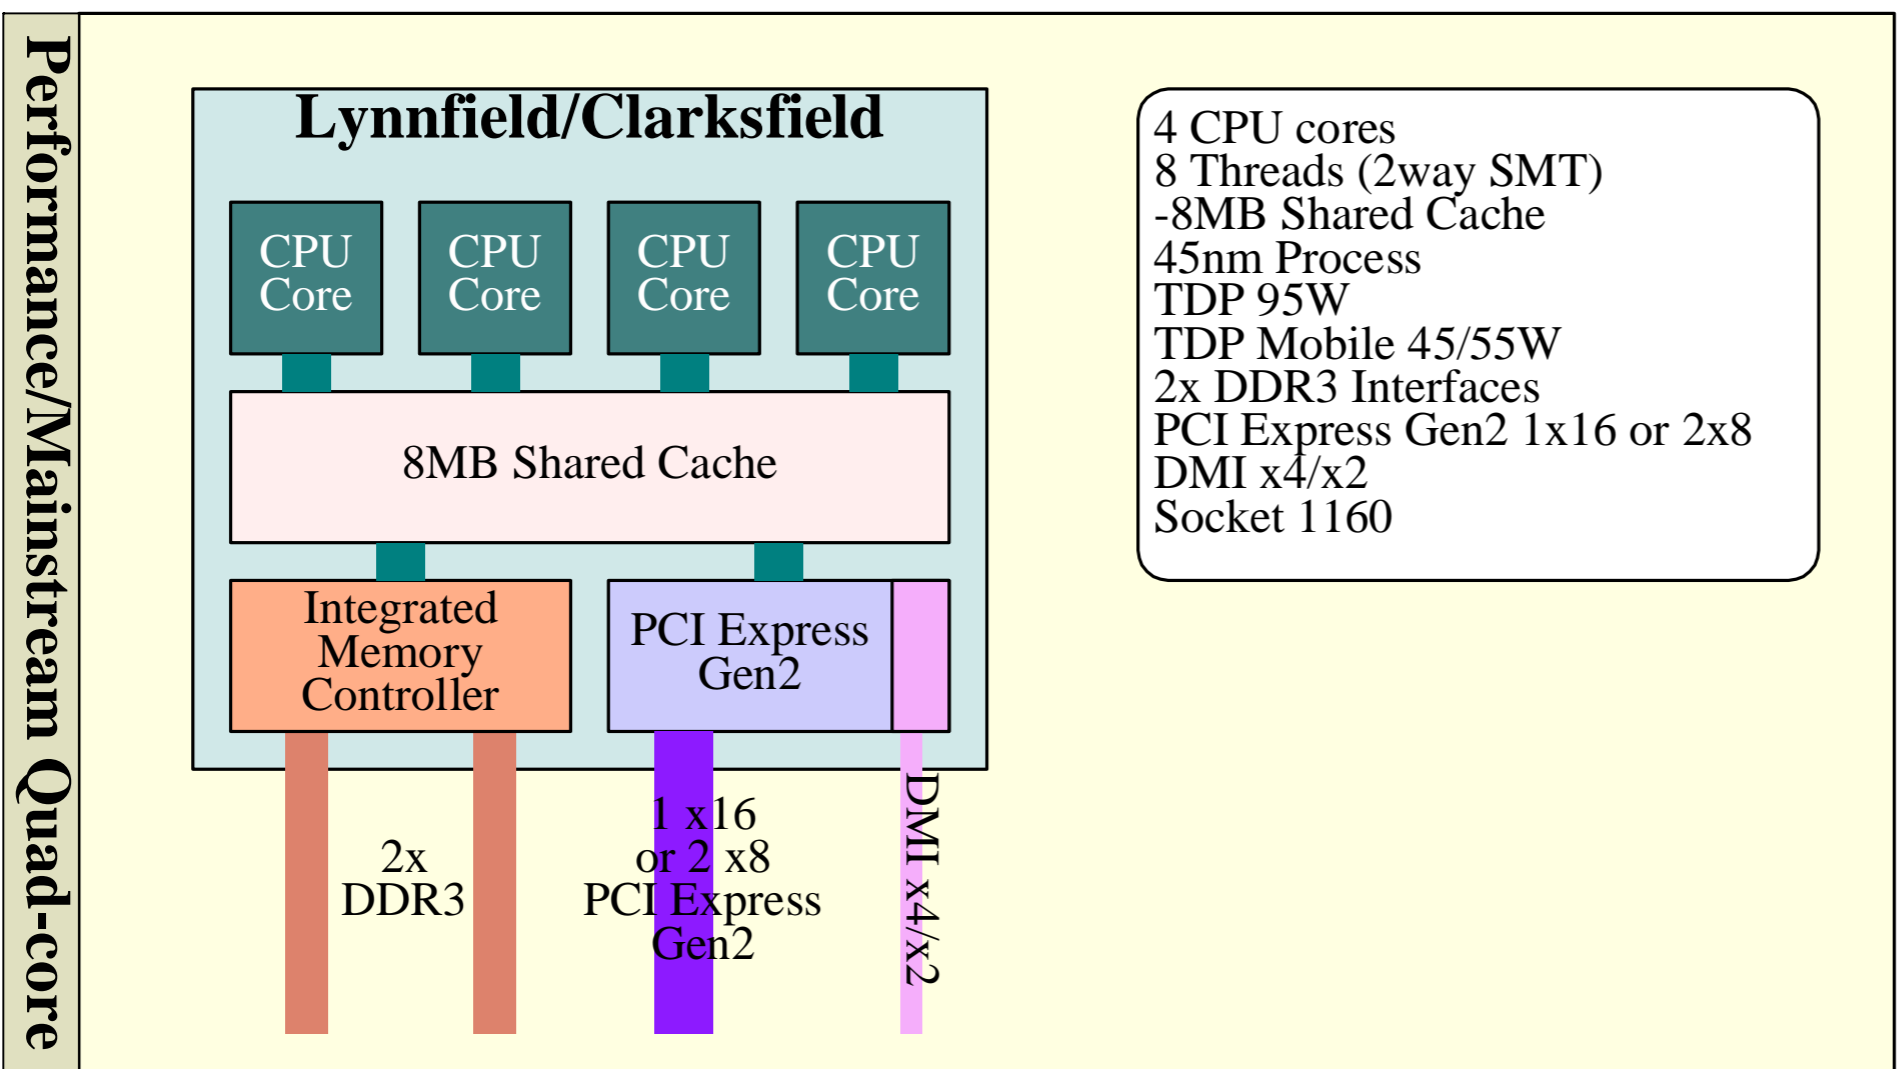 Performance/Mainstream Quad-core
Lynnfield/Clarksfield
CPU
Core
CPU
Core
CPU
Core
CPU
Core
8MB Shared Cache
Integrated
Memory
Controller
PCI Express
Gen2
2x
DDR3
1 x16
or 2 x8
PCI Express
Gen2
DMI x4/x2
4 CPU cores
8 Threads (2way SMT)
-8MB Shared Cache
45nm Process
TDP 95W
TDP Mobile 45/55W
2x DDR3 Interfaces
PCI Express Gen2 1x16 or 2x8
DMI x4/x2
Socket 1160